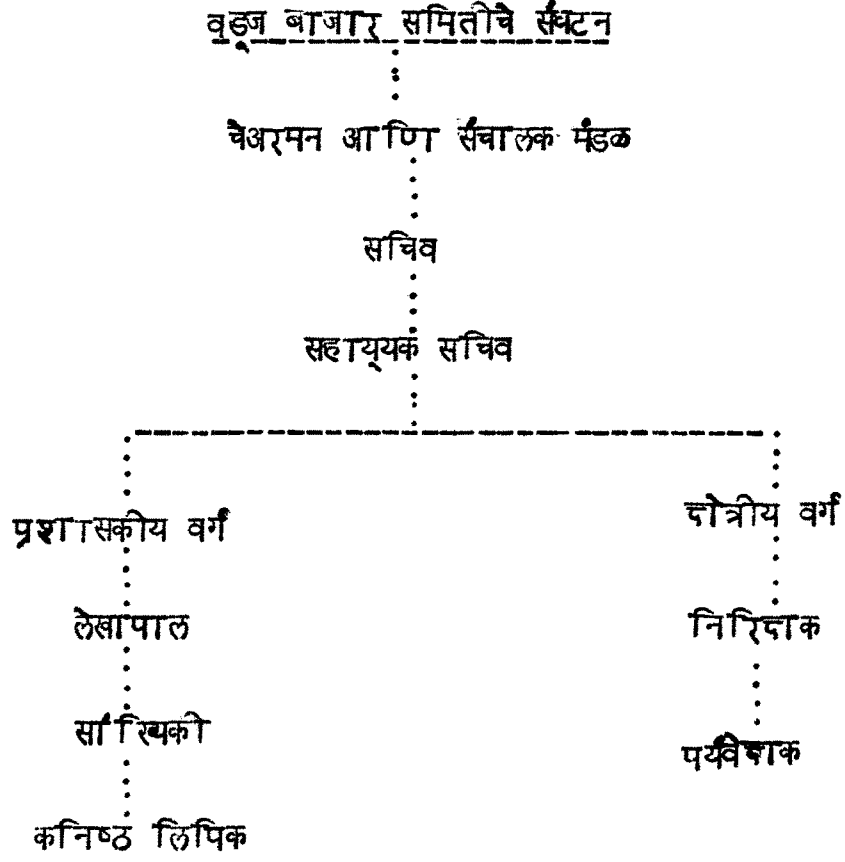 वडूज बाजार समितीचे संघटन
चेअरमन आणि संचालक मंडळ
सचिव
सहाय्यक सचिव
प्रशासकीय वर्ग
क्षेत्रीय वर्ग
लेखापाल
निरिक्षक
सांख्यिकी
पर्यवेक्षक
कनिष्ठ लिपिक